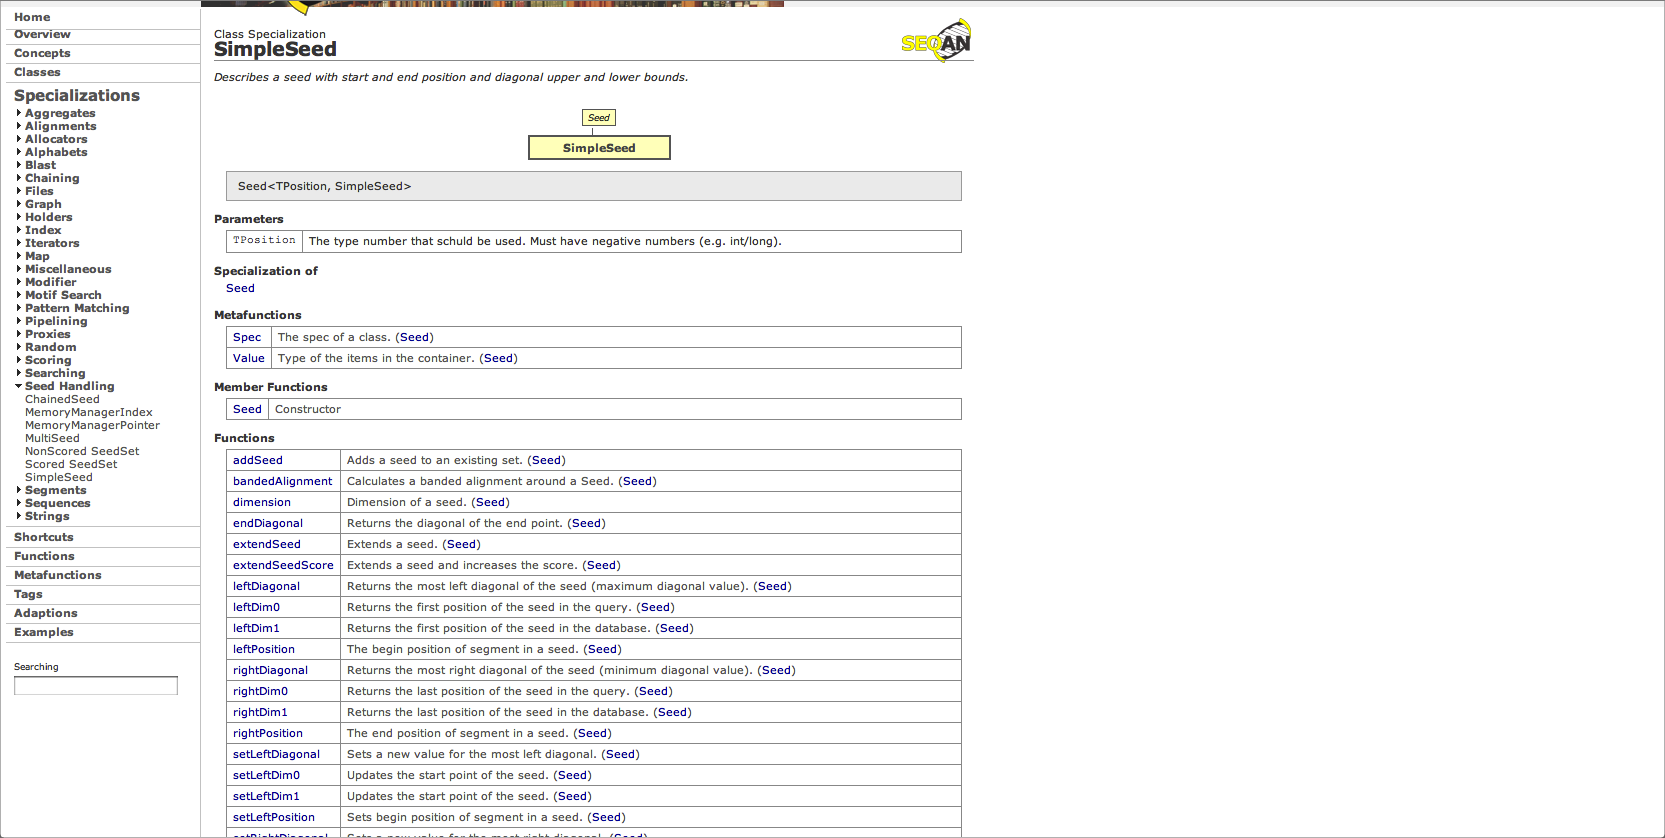 Home
Overview
Concepts
Classes
Specializations
Aggregates
Alignments
Allocators
Alphabets
Blast
Chaining
Files
Graph
Holders
Index
Iterators
Map
Miscellaneous
Modifier
Motif Search
Pattern Matching
Pipelining
Proxies
Random
Scoring
Searching
Seed Handling
ChainedSeed
MemoryManagerIndex
MemoryManagerPointer
MultiSeed
NonScored SeedSet
Scored SeedSet
SimpleSeed
Segments
Sequences
Strings
Shortcuts
Functions
Metafunctions
Tags
Adaptions
Examples
Searching
Class Specialization
SimpleSeed
SEQAN
Describes a seed with start and end position and diagonal upper and lower bounds.
Seed
SimpleSeed
Seed<TPosition, SimpleSeed>
Parameters
TPosition The type number that schuld be used. Must have negative numbers (e.g. int/long).
Specialization of
Seed
Metafunctions
Spec The spec of a class. (Seed)
Value Type of the items in the container. (Seed)
Member Functions
Seed Constructor
Functions
addSeed Adds a seed to an existing set. (Seed)
bandedAlignment Calculates a banded alignment around a Seed. (Seed)
dimension Dimension of a seed. (Seed)
endDiagonal Returns the diagonal of the end point. (Seed)
extendSeed Extends a seed. (Seed)
extendSeedScore Extends a seed and increases the score. (Seed)
leftDiagonal Returns the most left diagonal of the seed (maximum diagonal value). (Seed)
leftDim0 Returns the first position of the seed in the query. (Seed)
leftDim1 Returns the first position of the seed in the database. (Seed)
leftPosition The begin position of segment in a seed. (Seed)
rightDiagonal Returns the most right diagonal of the seed (minimum diagonal value). (Seed)
rightDim0 Returns the last position of the seed in the query. (Seed)
rightDim1 Returns the last position of the seed in the database. (Seed)
rightPosition The end position of segment in a seed. (Seed)
setLeftDiagonal Sets a new value for the most left diagonal. (Seed)
setLeftDim0 Updates the start point of the seed. (Seed)
setLeftDim1 Updates the start point of the seed. (Seed)
setLeftPosition Sets begin position of segment in a seed. (Seed)
setRightDiagonal Sets a new value for the most right diagonal. (Seed)